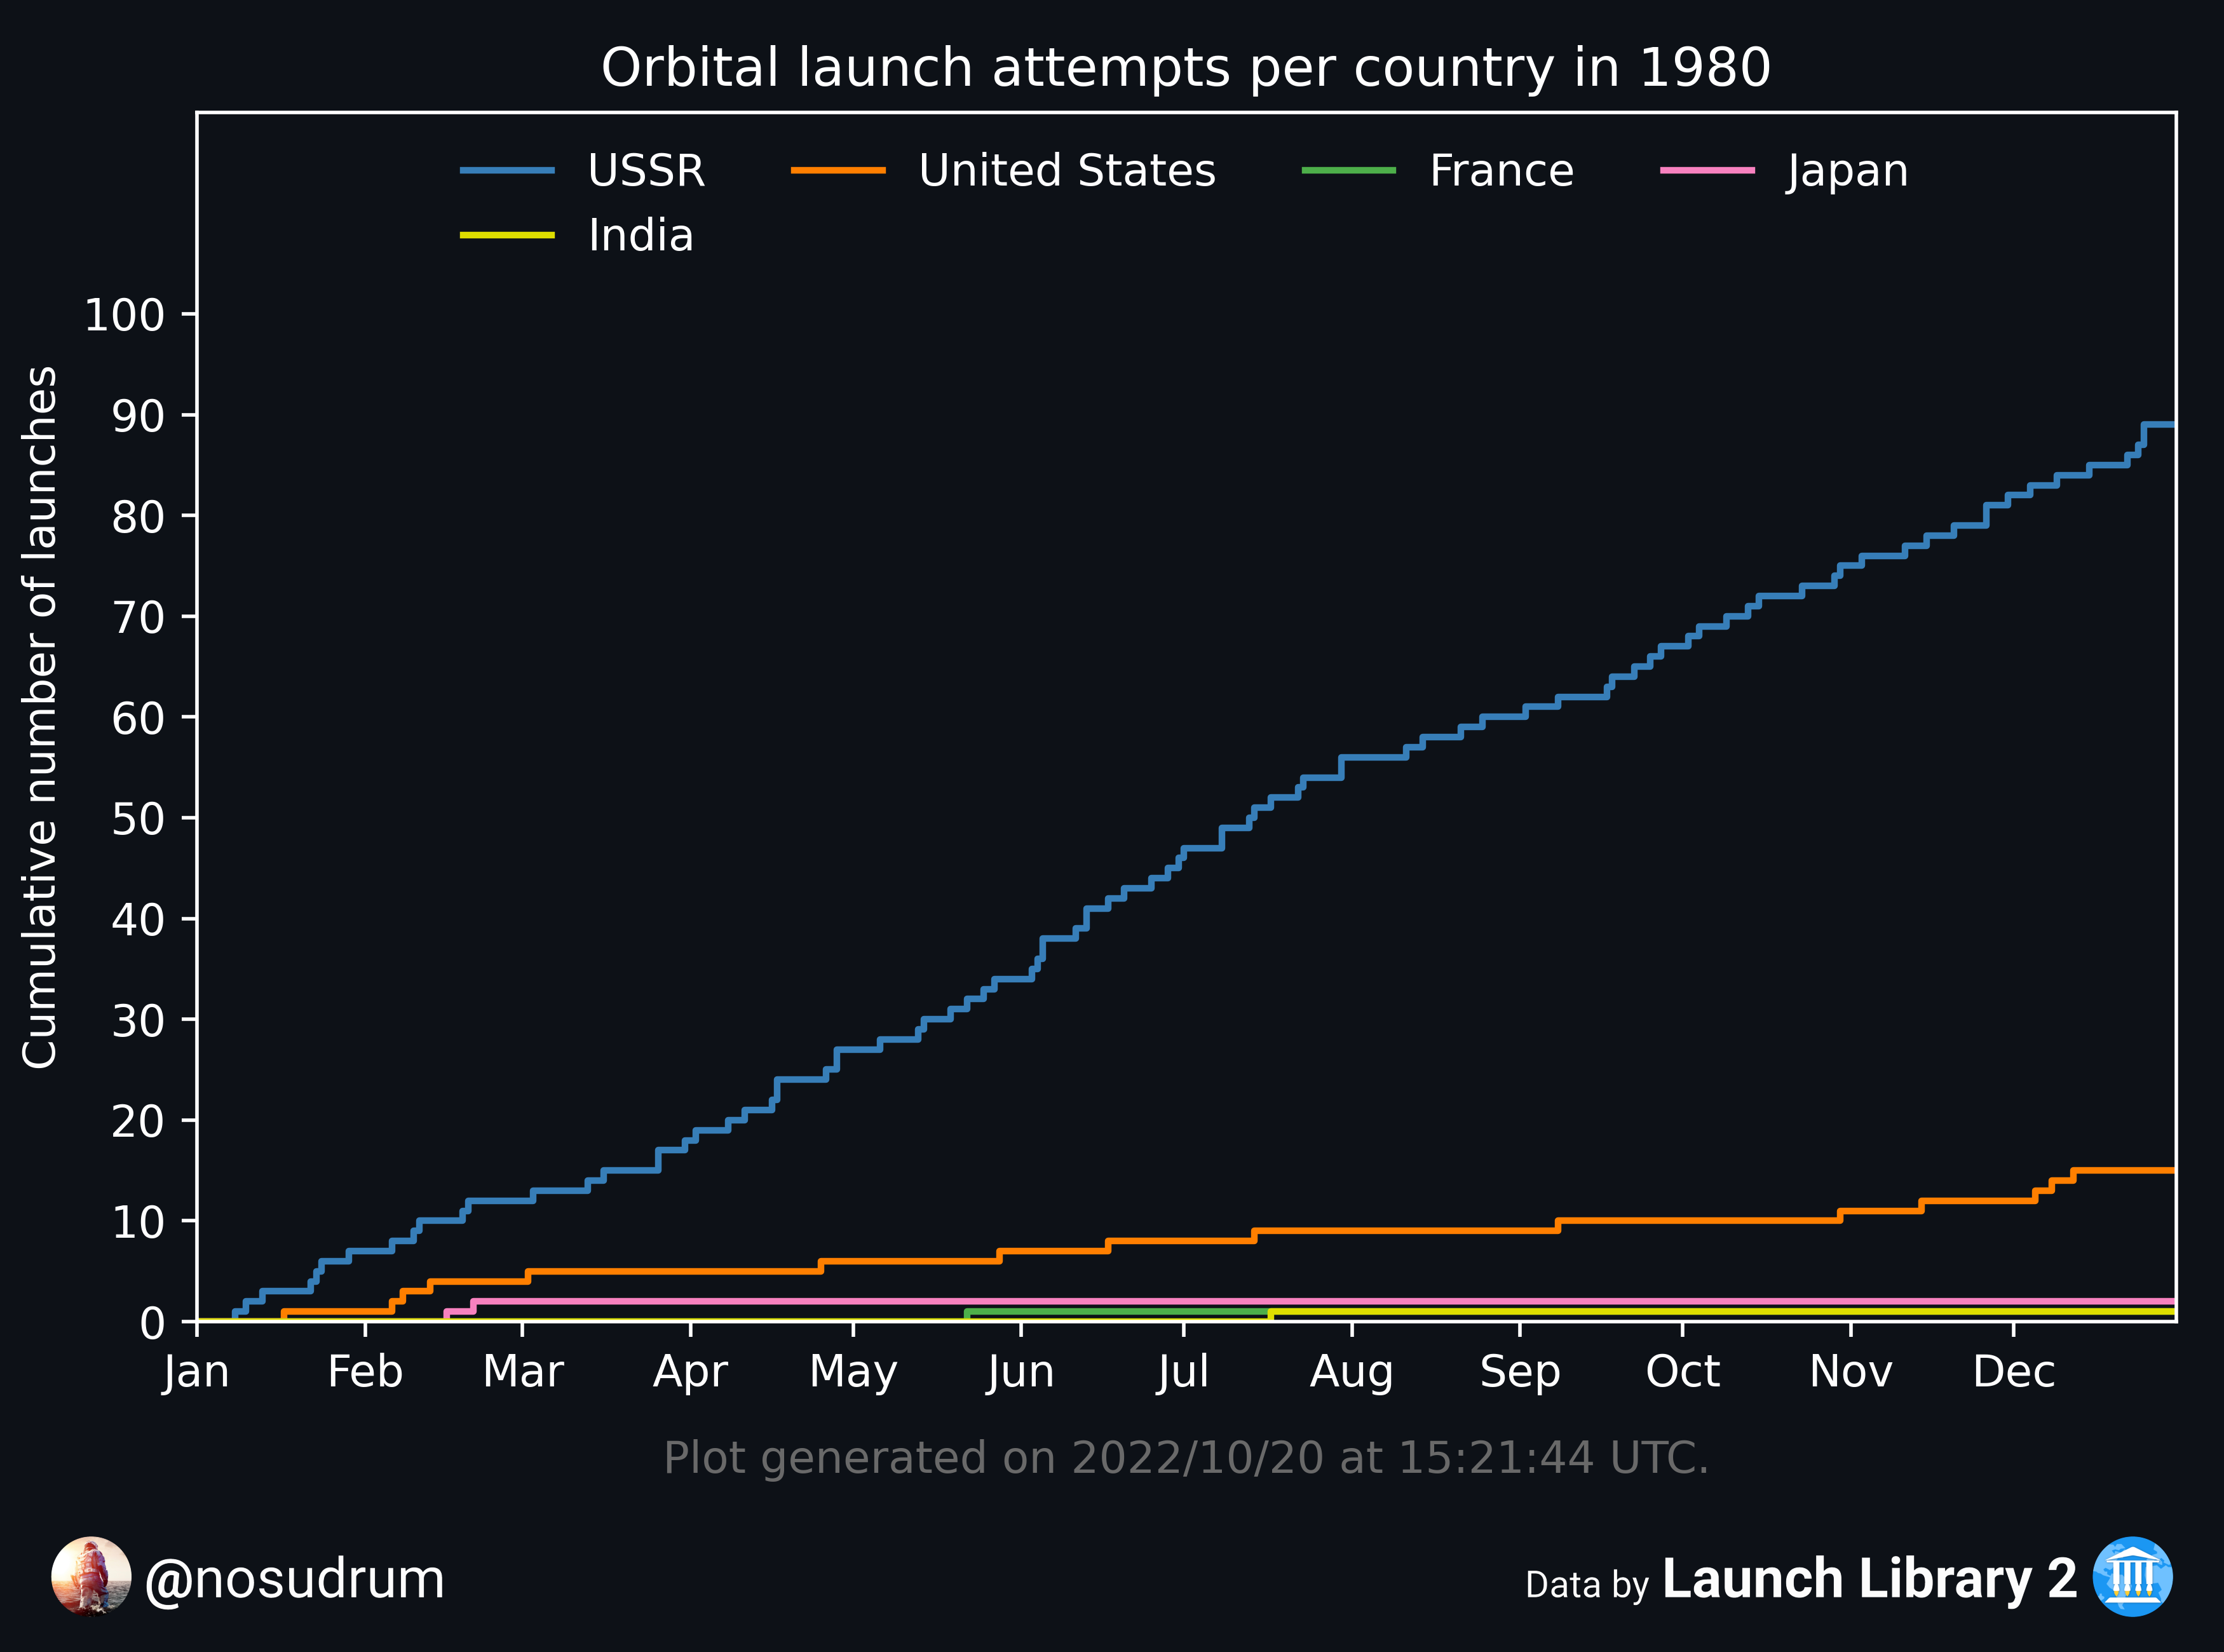 Orbital launch attempts per country in 1980
USSR United States France Japan
India
Cumulative number of launches
100
90
80
70
60
50
40
30
20
10
0
Jan Feb Mar Apr May Jun Jul Aug Sep Oct Nov Dec
Plot generated on 2022/10/20 at 15:21:44 UTC.
@nosudrum
Data by Launch Library 2